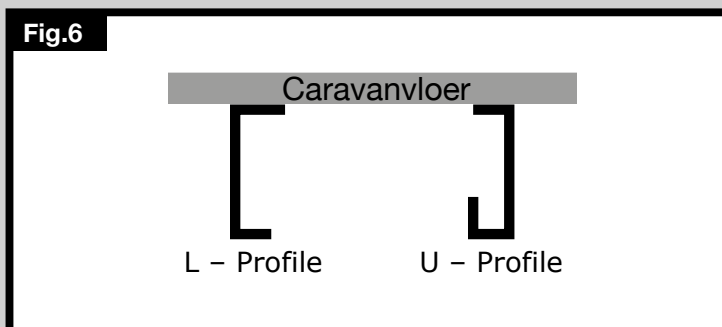 Fig.6
Caravanvloer
L – Profile
U – Profile